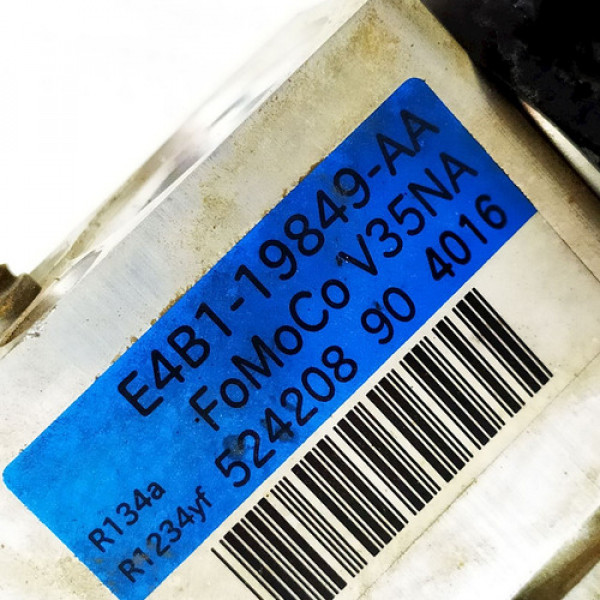 E4B1-19849-AA
FoMoCo V35NA
524208 90 4016
R134a
R1234yf